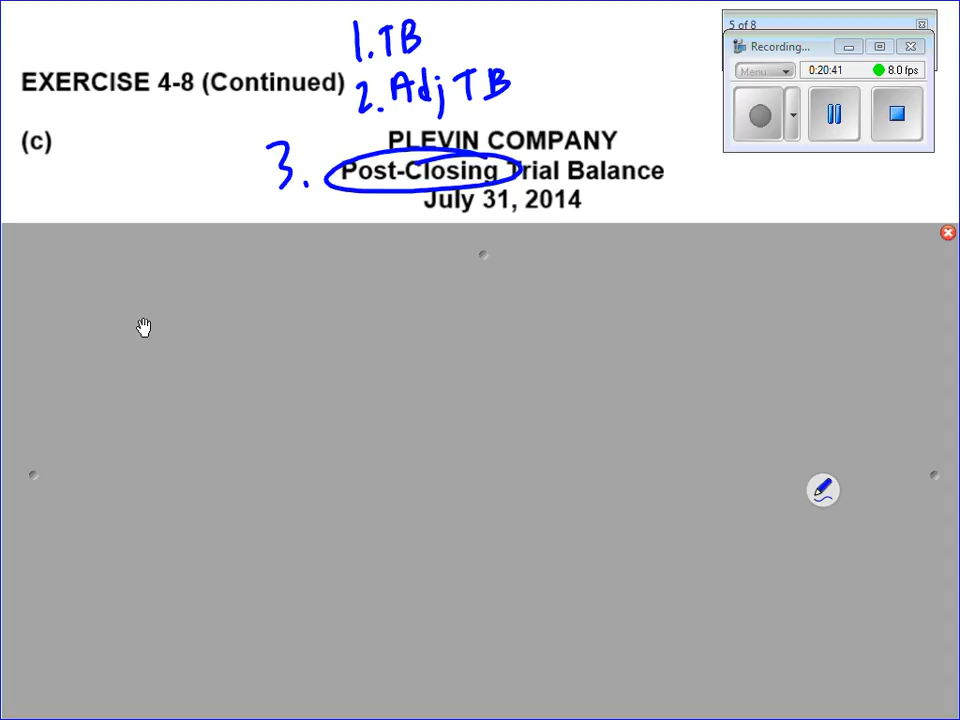 1. TB
5 of 8
Recording...
EXERCISE 4-8 (Continued)
2. Adj TB
Menu
0:20:41
8.0 fps
(c)
PLEVIN COMPANY
3.
Post-Closing Trial Balance
July 31, 2014